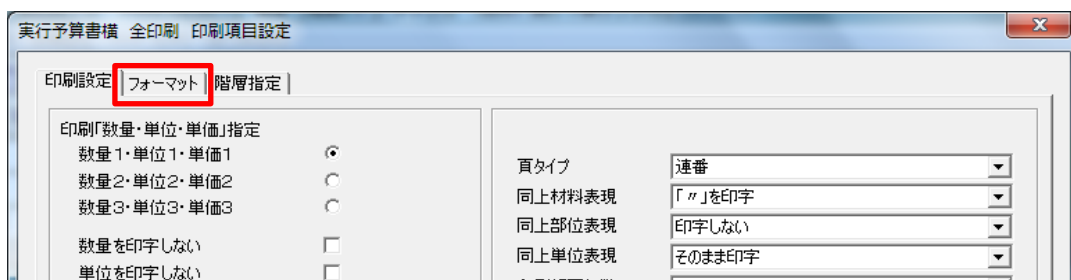 実行予算書横 全印刷 印刷項目設定
印刷設定 フォーマット 階層指定
印刷「数量・単位・単価」指定
数量1・単位1・単価1
数量2・単位2・単価2
数量3・単位3・単価3
数量を印字しない
単位を印字しない
頁タイプ 連番
同上材料表現 「〃」を印字
同上部位表現 印字しない
同上単位表現 そのまま印字